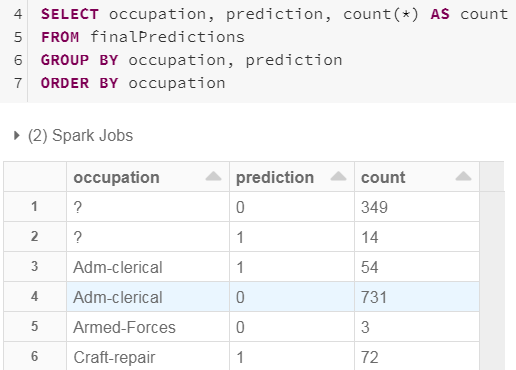 4 SELECT occupation, prediction, count(*) AS count
5 FROM finalPredictions
6 GROUP BY occupation, prediction
7 ORDER BY occupation
(2) Spark Jobs
occupation prediction count
1 ? 0 349
2 ? 1 14
3 Adm-clerical 1 54
4 Adm-clerical 0 731
5 Armed-Forces 0 3
6 Craft-repair 1 72